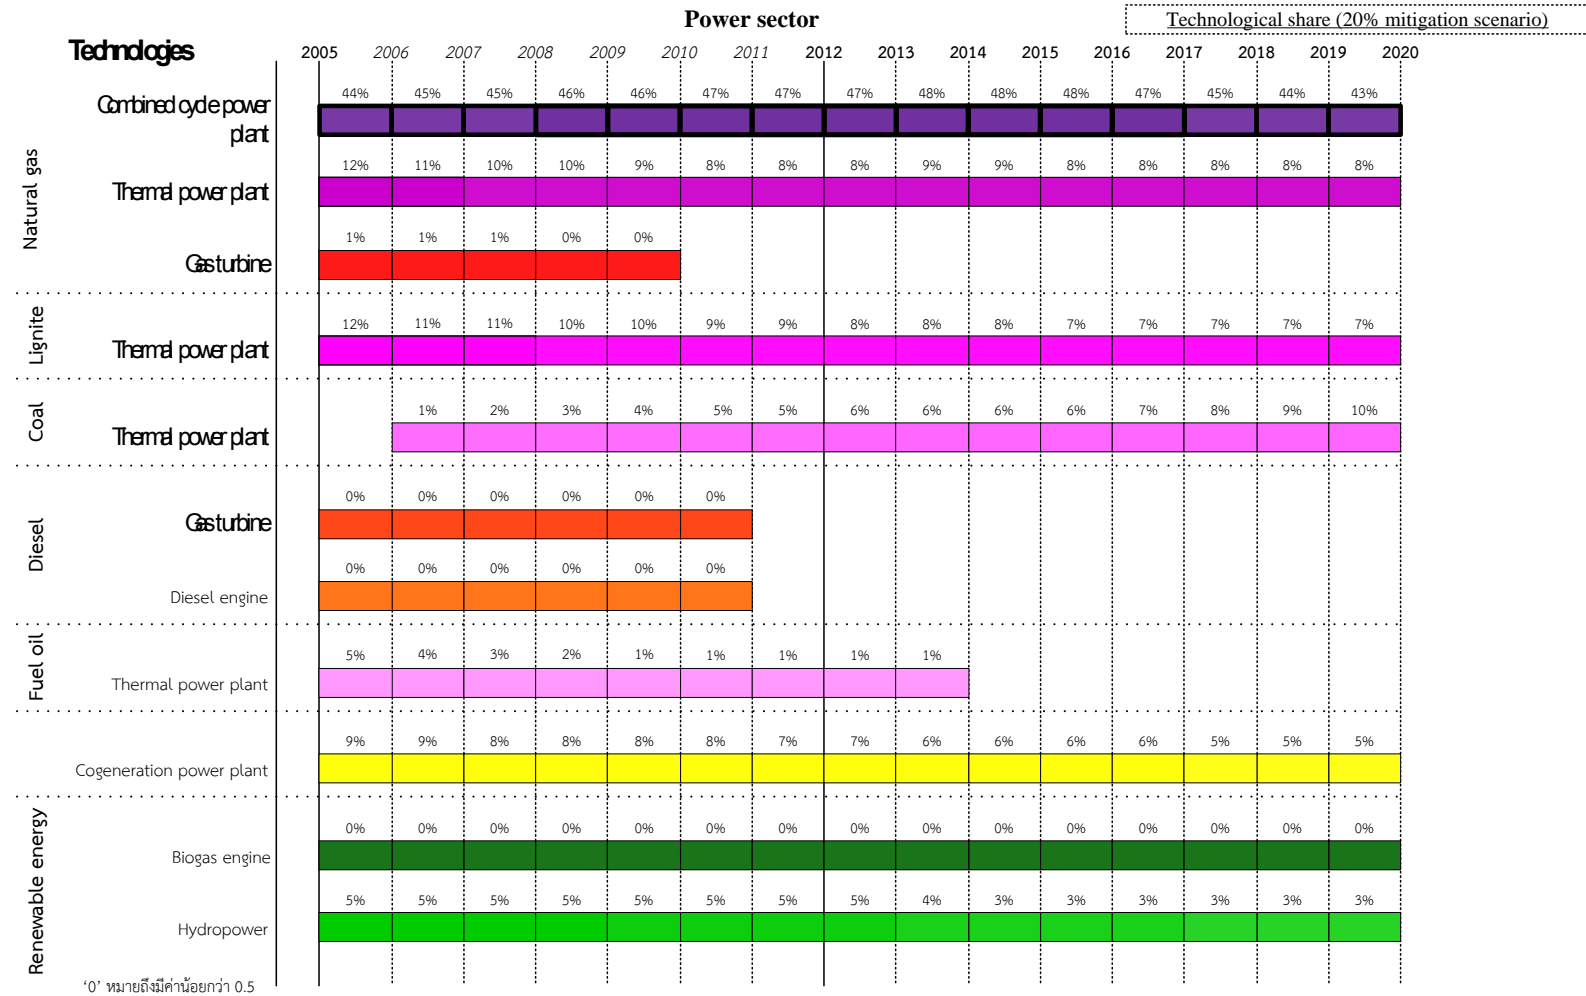 Power sector
Technological share (20% mitigation scenario)
Technologies
2005 2006 2007 2008 2009 2010 2011 2012 2013 2014 2015 2016 2017 2018 2019 2020
Natural gas
Combined cycle power
plant
44% 45% 45% 46% 46% 47% 47% 47% 48% 48% 48% 47% 45% 44% 43%
Thermal power plant
12% 11% 10% 10% 9% 8% 8% 8% 9% 9% 8% 8% 8% 8% 8%
Gas turbine
1% 1% 1% 0% 0%
Lignite
Thermal power plant
12% 11% 11% 10% 10% 9% 9% 8% 8% 8% 7% 7% 7% 7% 7%
Coal
Thermal power plant
1% 2% 3% 4% 5% 5% 6% 6% 6% 6% 7% 8% 9% 10%
Diesel
Gas turbine
0% 0% 0% 0% 0% 0%
Diesel engine
0% 0% 0% 0% 0% 0%
Fuel oil
Thermal power plant
5% 4% 3% 2% 1% 1% 1% 1% 1%
Cogeneration power plant
9% 9% 8% 8% 8% 8% 7% 7% 6% 6% 6% 6% 5% 5% 5%
Renewable energy
Biogas engine
0% 0% 0% 0% 0% 0% 0% 0% 0% 0% 0% 0% 0% 0% 0%
Hydropower
5% 5% 5% 5% 5% 5% 5% 5% 4% 3% 3% 3% 3% 3% 3%
‘0’ หมายถึงมีค่าน้อยกว่า 0.5